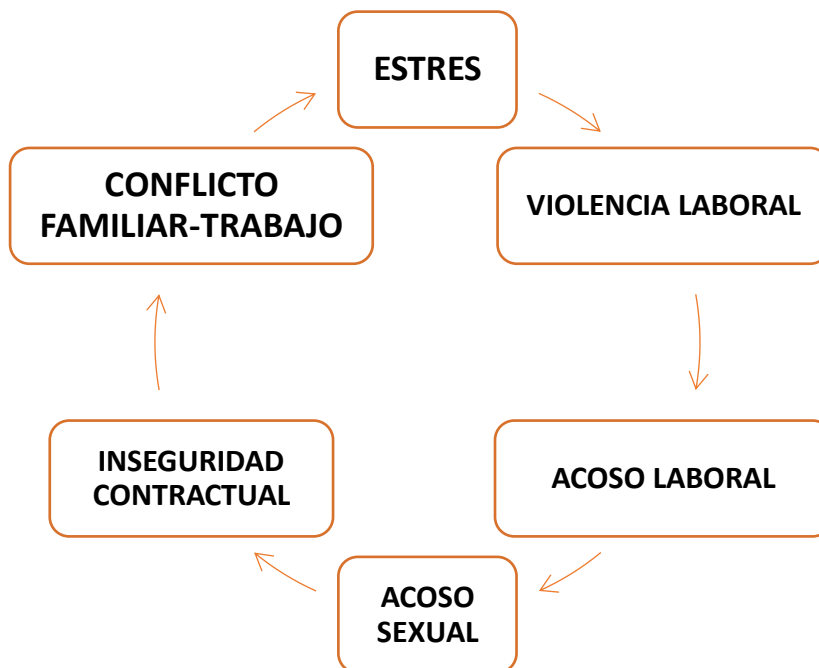 ESTRES
VIOLENCIA LABORAL
ACOSO LABORAL
ACOSO
SEXUAL
INSEGURIDAD
CONTRACTUAL
CONFLICTO
FAMILIAR-TRABAJO